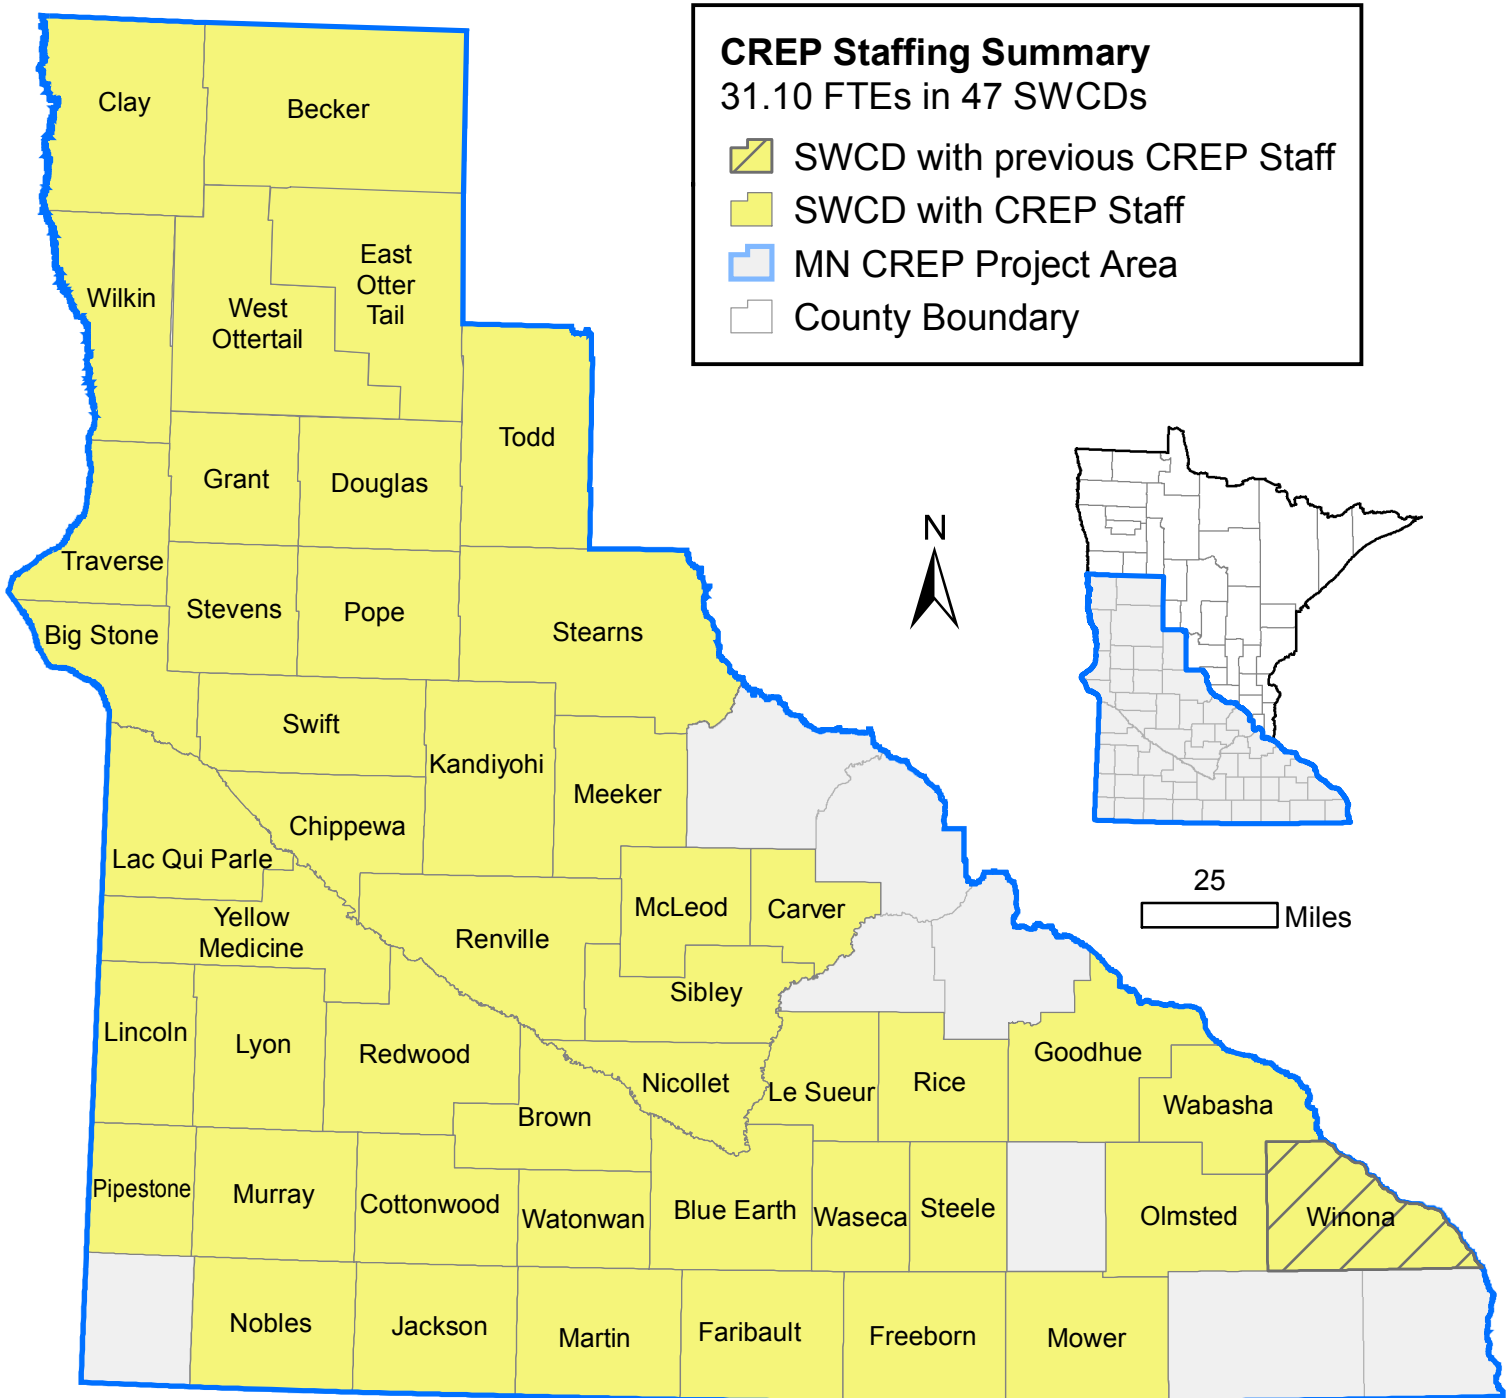 CREP Staffing Summary
31.10 FTEs in 47 SWCDs
SWCD with previous CREP Staff
SWCD with CREP Staff
MN CREP Project Area
County Boundary
Clay
Becker
Wilkin
West
Ottertail
East
Otter
Tail
Todd
Grant
Douglas
Traverse
Stevens
Pope
Big Stone
Stearns
Swift
Kandiyohi
Meeker
Chippewa
Lac Qui Parle
Yellow
Medicine
Renville
McLeod
Carver
Sibley
Lincoln
Lyon
Redwood
Nicollet
Brown
Le Sueur
Rice
Goodhue
Wabasha
Pipestone
Murray
Cottonwood
Watonwan
Blue Earth
Waseca
Steele
Olmsted
Winona
Nobles
Jackson
Martin
Faribault
Freeborn
Mower
N
25
Miles